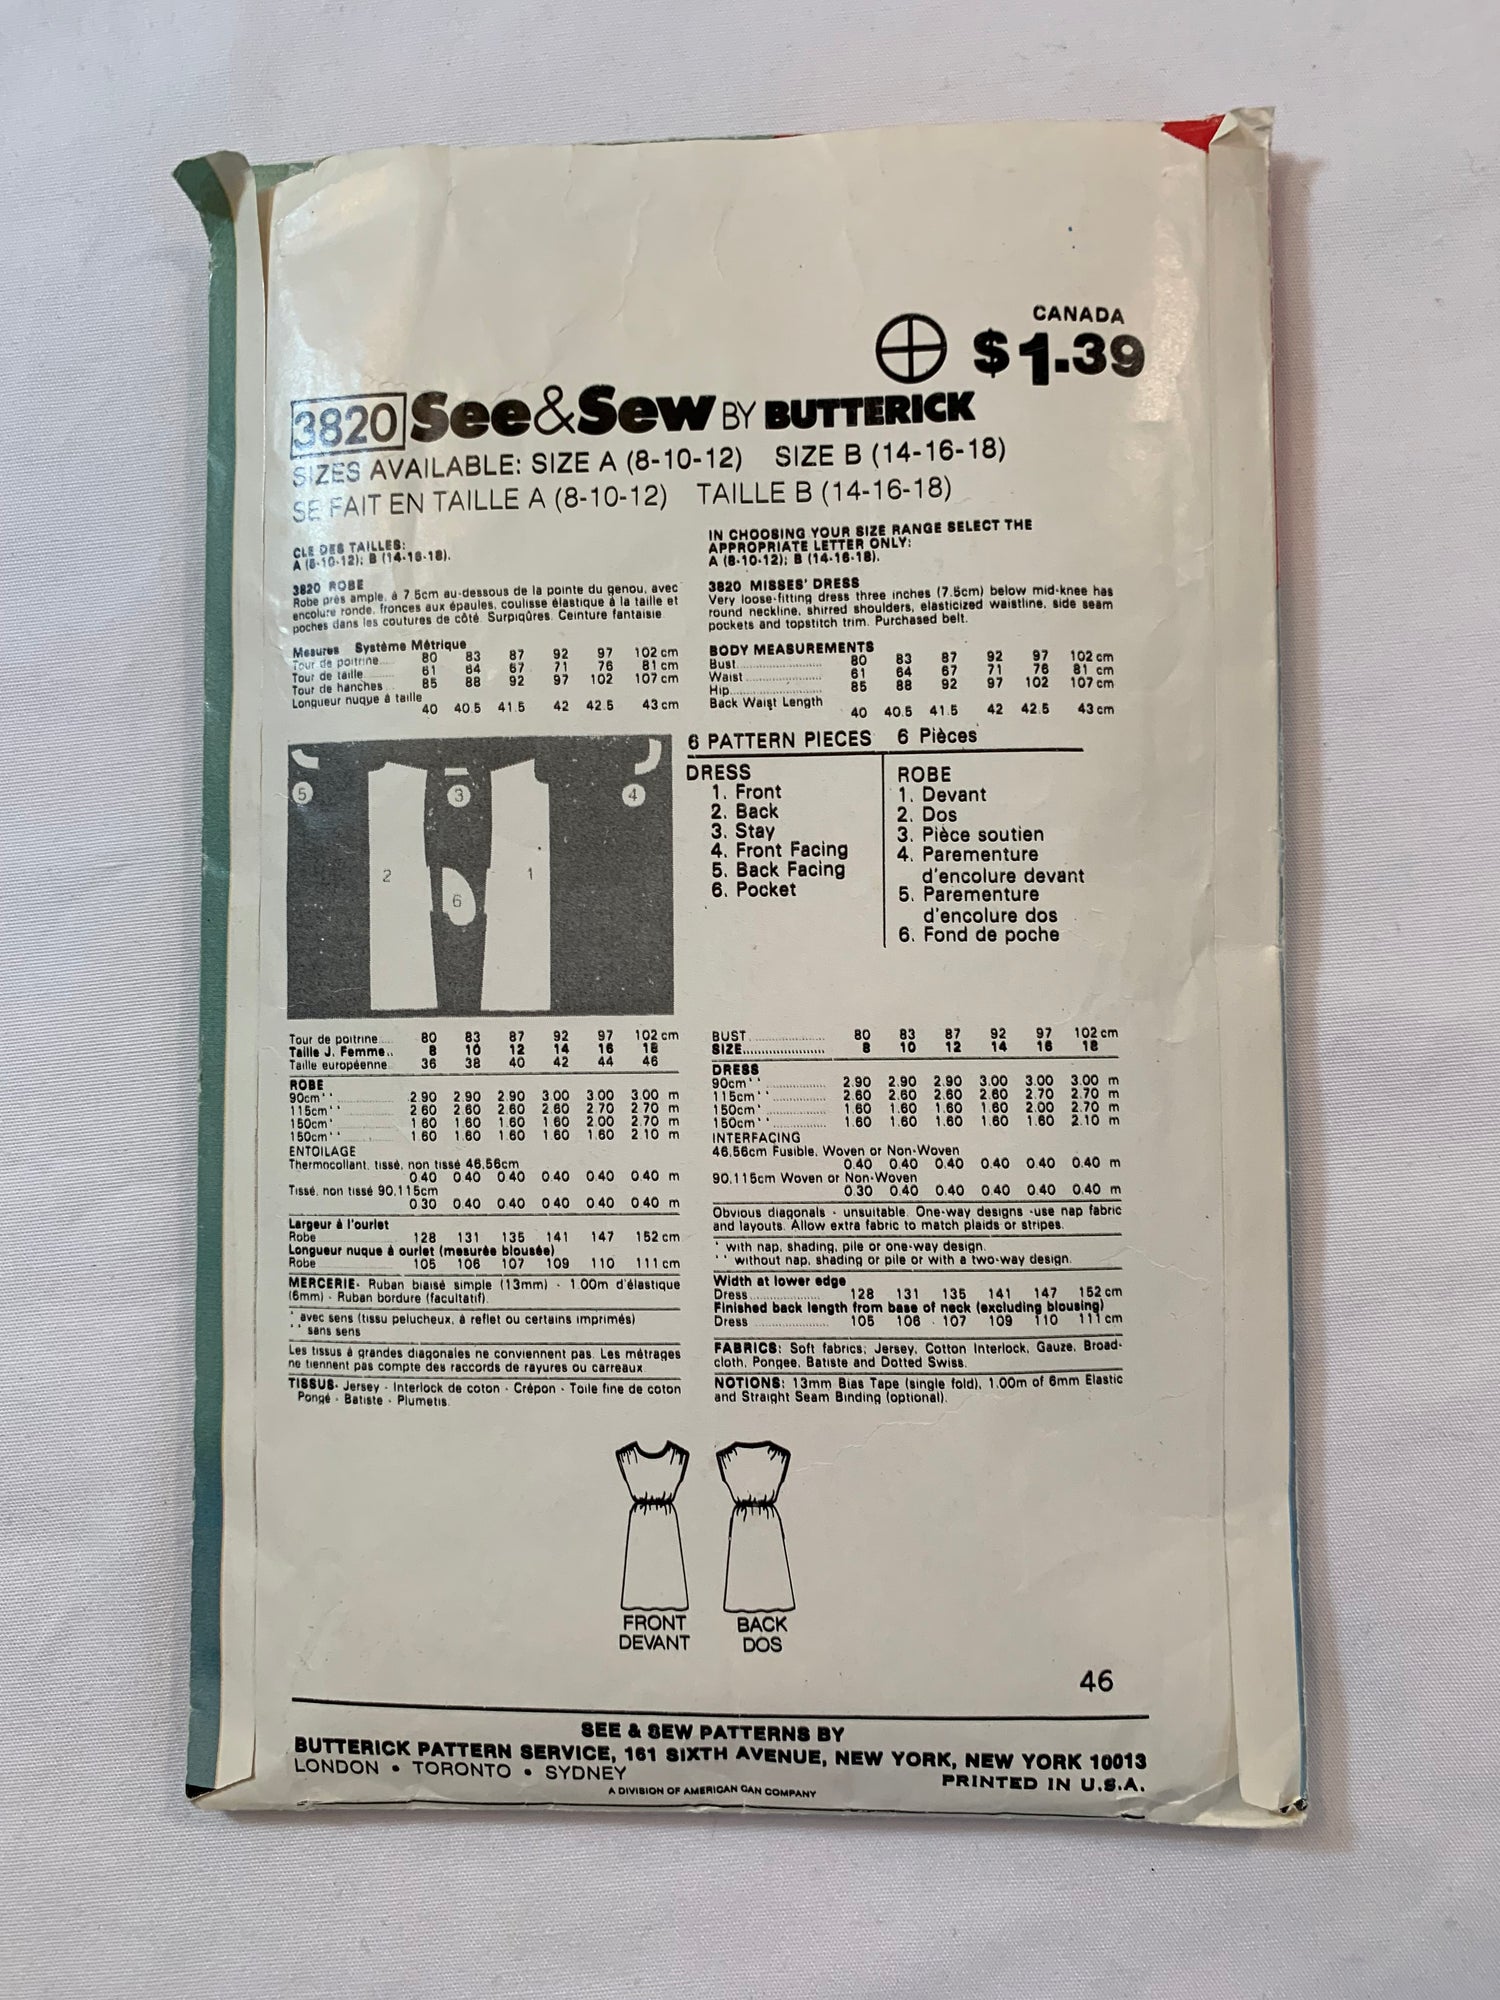 CANADA
$1.39
3820 See&Sew BY BUTTERICK
SIZES AVAILABLE: SIZE A (8-10-12) SIZE B (14-16-18)
SE FAIT EN TAILLE A (8-10-12) TAILLE B (14-16-18)
CLE DES TAILLES:
A (8-10-12); B (14-16-18).
3820 ROBE
Robe près ample, à 7.5cm au-dessous de la pointe du genou, avec
encolure ronde, fronces aux épaules, coulisse élastique à la taille et
poches dans les coutures de côté. Surpiqûres. Ceinture fantaisie.
Mesures Système Métrique
Tour de poitrine 80 83 87 92 97 102 cm
Tour de taille 61 64 67 71 76 81 cm
Tour de hanches 85 88 92 97 102 107 cm
Longueur nuque à taille
40 40.5 41.5 42 42.5 43 cm
IN CHOOSING YOUR SIZE RANGE SELECT THE
APPROPRIATE LETTER ONLY:
A (8-10-12); B (14-16-18).
3820 MISSES' DRESS
Very loose-fitting dress three inches (7.5cm) below mid-knee has
round neckline, shirred shoulders, elasticized waistline, side seam
pockets and topstitch trim. Purchased belt.
BODY MEASUREMENTS
Bust 80 83 87 92 97 102 cm
Waist 61 64 67 71 76 81 cm
Hip 85 88 92 97 102 107 cm
Back Waist Length
40 40.5 41.5 42 42.5 43 cm
5 3 4
2 1
6
6 PATTERN PIECES 6 Pièces
DRESS
1. Front
2. Back
3. Stay
4. Front Facing
5. Back Facing
6. Pocket
ROBE
1. Devant
2. Dos
3. Pièce soutien
4. Parementure
d'encolure devant
5. Parementure
d'encolure dos
6. Fond de poche
Tour de poitrine 80 83 87 92 97 102 cm
Taille J. Femme.. 8 10 12 14 16 18
Taille européenne 36 38 40 42 44 46
ROBE
90cm** 2.90 2.90 2.90 3.00 3.00 3.00 m
115cm** 2.60 2.60 2.60 2.60 2.70 2.70 m
150cm* 1.60 1.60 1.60 1.60 2.00 2.70 m
150cm** 1.60 1.60 1.60 1.60 1.60 2.10 m
ENTOILAGE
Thermocollant, tissé, non tissé 46,56cm
0.40 0.40 0.40 0.40 0.40 0.40 m
Tissé, non tissé 90,115cm
0.30 0.40 0.40 0.40 0.40 0.40 m
Largeur à l'ourlet
Robe 128 131 135 141 147 152 cm
Longueur nuque à ourlet (mesurée blousée)
Robe 105 106 107 109 110 111 cm
MERCERIE- Ruban biaisé simple (13mm) - 1.00m d'élastique
(6mm) - Ruban bordure (facultatif).
* avec sens (tissu pelucheux, à reflet ou certains imprimés)
** sans sens
Les tissus à grandes diagonales ne conviennent pas. Les métrages
ne tiennent pas compte des raccords de rayures ou carreaux.
TISSUS- Jersey - Interlock de coton - Crépon - Toile fine de coton
Pongé - Batiste - Plumetis.
BUST 80 83 87 92 97 102 cm
SIZE 8 10 12 14 16 18
DRESS
90cm** 2.90 2.90 2.90 3.00 3.00 3.00 m
115cm** 2.60 2.60 2.60 2.60 2.70 2.70 m
150cm* 1.60 1.60 1.60 1.60 2.00 2.70 m
150cm** 1.60 1.60 1.60 1.60 1.60 2.10 m
INTERFACING
46,56cm Fusible, Woven or Non-Woven
0.40 0.40 0.40 0.40 0.40 0.40 m
90,115cm Woven or Non-Woven
0.30 0.40 0.40 0.40 0.40 0.40 m
Obvious diagonals - unsuitable. One-way designs -use nap fabric
and layouts. Allow extra fabric to match plaids or stripes.
* with nap, shading, pile or one-way design.
** without nap, shading or pile or with a two-way design.
Width at lower edge
Dress 128 131 135 141 147 152 cm
Finished back length from base of neck (excluding blousing)
Dress 105 106 107 109 110 111 cm
FABRICS: Soft fabrics; Jersey, Cotton Interlock, Gauze, Broad-
cloth, Pongee, Batiste and Dotted Swiss.
NOTIONS: 13mm Bias Tape (single fold), 1.00m of 6mm Elastic
and Straight Seam Binding (optional).
FRONT BACK
DEVANT DOS
46
SEE & SEW PATTERNS BY
BUTTERICK PATTERN SERVICE, 161 SIXTH AVENUE, NEW YORK, NEW YORK 10013
LONDON • TORONTO • SYDNEY PRINTED IN U.S.A.
A DIVISION OF AMERICAN CAN COMPANY